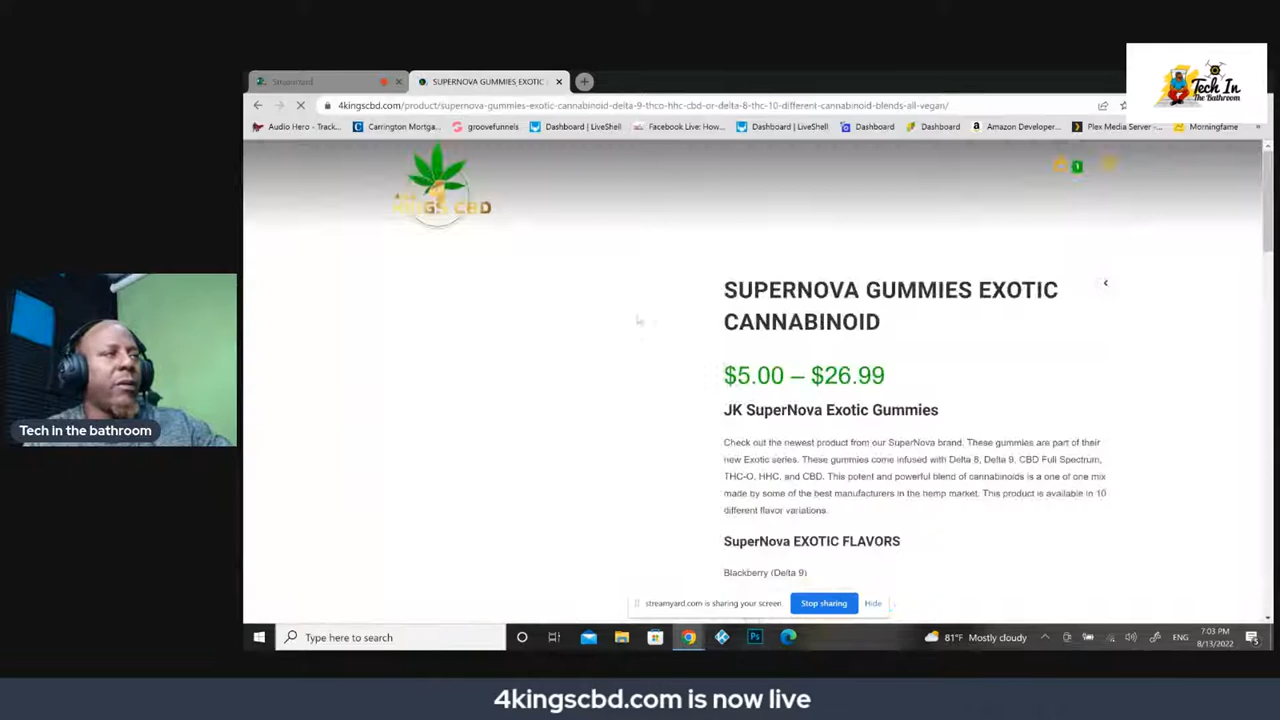 Streamyard
SUPERNOVA GUMMIES EXOTIC
Tech In
The Bathroom
4kingscbd.com/product/supernova-gummies-exotic-cannabinoid-delta-9-thco-hhc-cbd-or-delta-8-thc-10-different-cannabinoid-blends-all-vegan/
Audio Hero - Track... Carrington Mortga... groovefunnels Dashboard | LiveShell Facebook Live: How... Dashboard | LiveShell Dashboard Dashboard Amazon Developer... Plex Media Server -... Morningfame
1
KINGS CBD
SUPERNOVA GUMMIES EXOTIC
CANNABINOID
$5.00 – $26.99
JK SuperNova Exotic Gummies
Check out the newest product from our SuperNova brand. These gummies are part of their
new Exotic series. These gummies come infused with Delta 8, Delta 9, CBD Full Spectrum,
THC-O, HHC, and CBD. This potent and powerful blend of cannabinoids is a one of one mix
made by some of the best manufacturers in the hemp market. This product is available in 10
different flavor variations.
SuperNova EXOTIC FLAVORS
Blackberry (Delta 9)
Tech in the bathroom
streamyard.com is sharing your screen. Stop sharing Hide
Type here to search
Ps
81°F Mostly cloudy
ENG
7:03 PM
8/13/2022
5
4kingscbd.com is now live